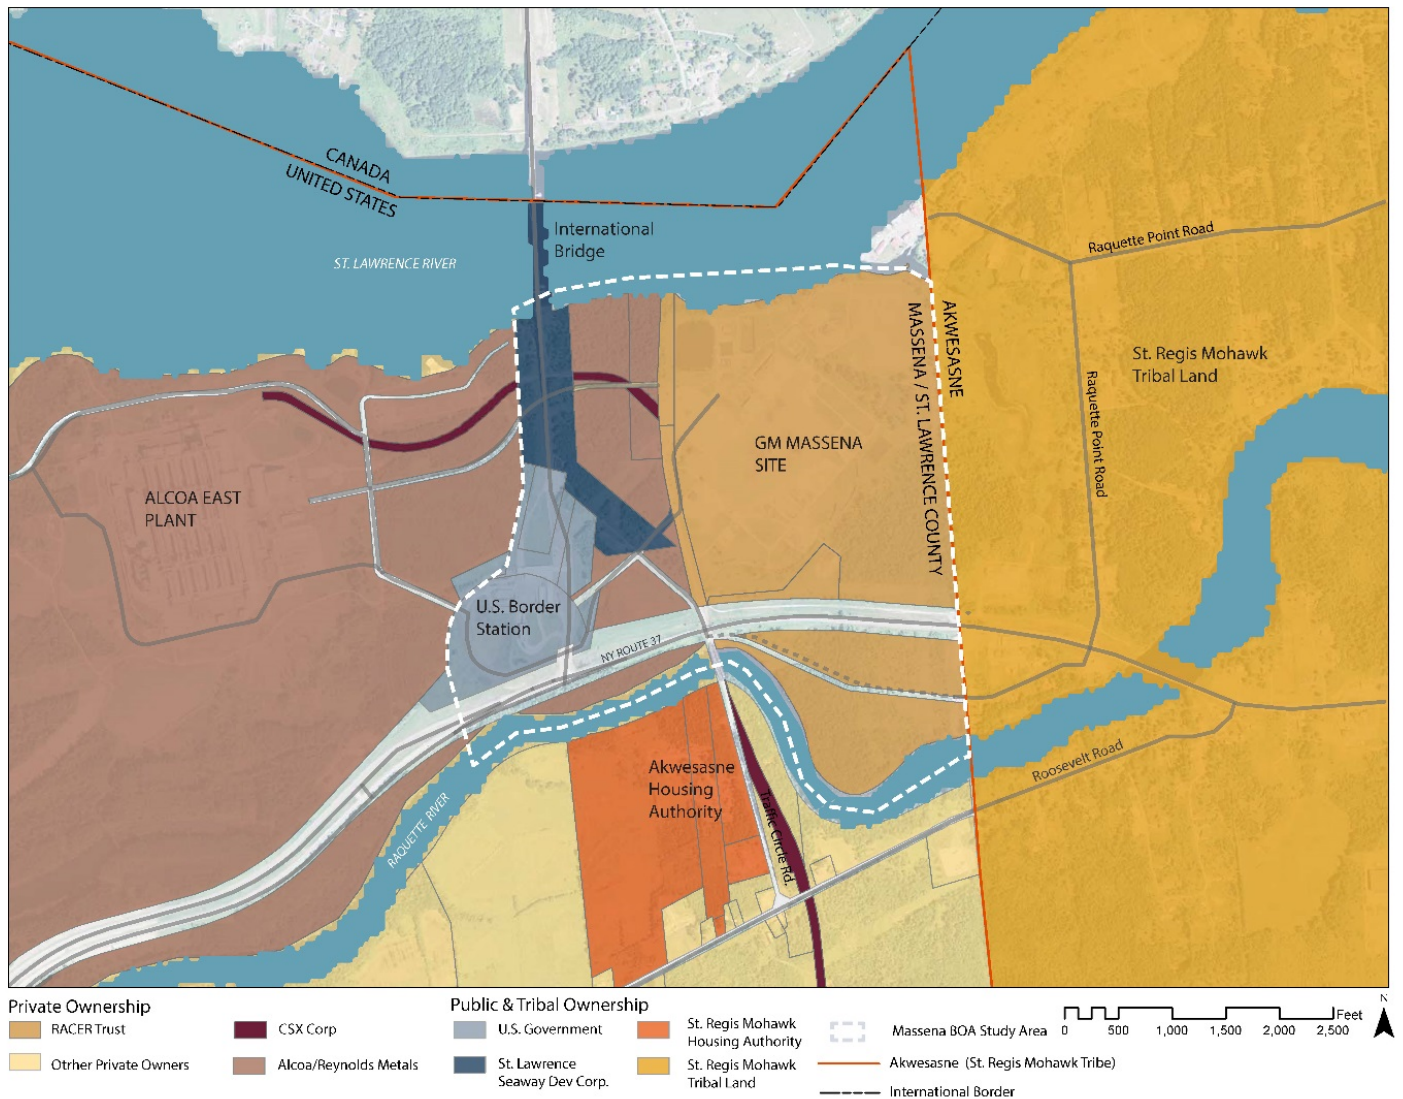 CANADA
UNITED STATES
International
Bridge
ST. LAWRENCE RIVER
Raquette Point Road
AKWESASNE
MASSENA / ST. LAWRENCE COUNTY
St. Regis Mohawk
Tribal Land
Raquette Point Road
GM MASSENA
SITE
ALCOA EAST
PLANT
U.S. Border
Station
NY ROUTE 37
Akwesasne
Housing
Authority
Traffic Circle Rd.
Roosevelt Road
RAQUETTE RIVER
Private Ownership
RACER Trust
CSX Corp
Otrher Private Owners
Alcoa/Reynolds Metals
Public & Tribal Ownership
U.S. Government
St. Regis Mohawk
Housing Authority
St. Lawrence
Seaway Dev Corp.
St. Regis Mohawk
Tribal Land
Massena BOA Study Area
Akwesasne (St. Regis Mohawk Tribe)
International Border
0 500 1,000 1,500 2,000 2,500
Feet
N